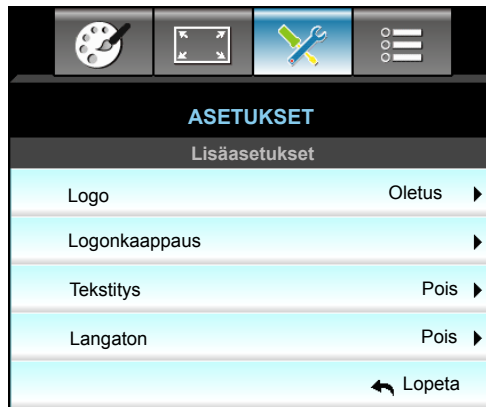 ASETUKSET
Lisäasetukset
Logo Oletus
Logonkaappaus
Tekstitys Pois
Langaton Pois
Lopeta